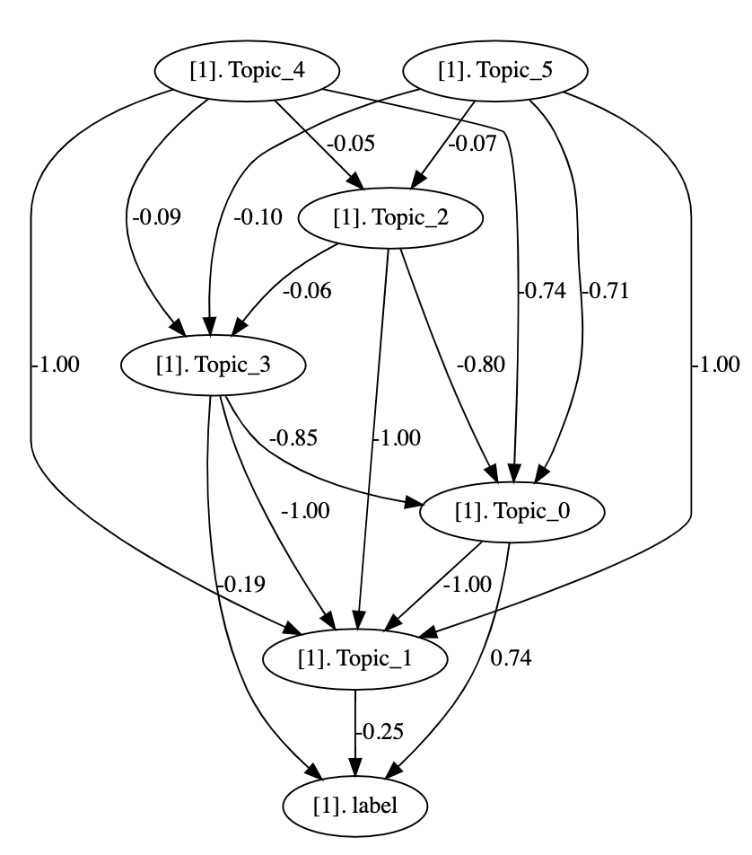 [1]. Topic_4
[1]. Topic_5
-0.05
-0.07
-0.09
-0.10
[1]. Topic_2
-0.06
-0.74
-0.71
-1.00
[1]. Topic_3
-0.80
-1.00
-0.85
-1.00
-1.00
[1]. Topic_0
-0.19
-1.00
[1]. Topic_1
0.74
-0.25
[1]. label